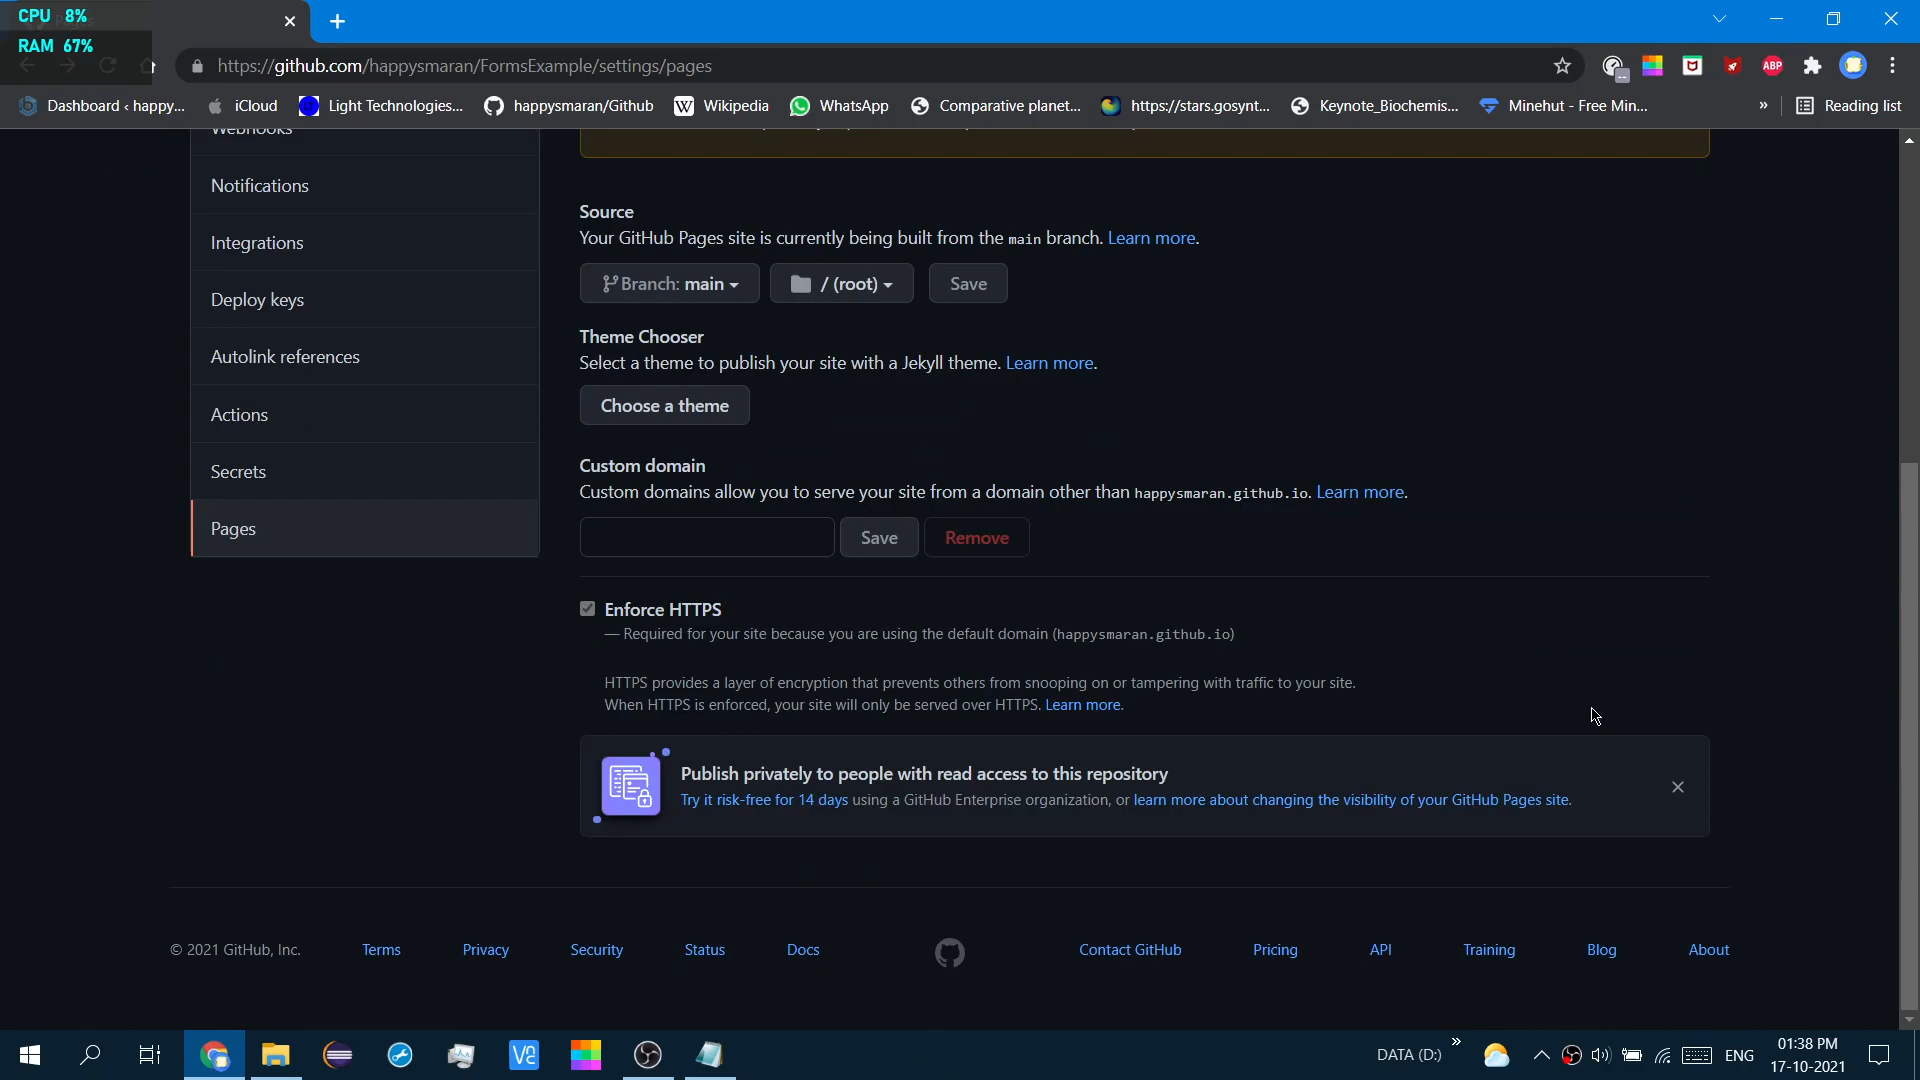 CPU 8%
RAM 67%
https://github.com/happysmaran/FormsExample/settings/pages
ABP
Dashboard ‹ happy...
iCloud
Light Technologies...
happysmaran/Github
W Wikipedia
WhatsApp
Comparative planet...
https://stars.gosynt...
Keynote_Biochemis...
Minehut - Free Min...
»
Reading list
Webhooks
Notifications
Integrations
Deploy keys
Autolink references
Actions
Secrets
Pages
Source
Your GitHub Pages site is currently being built from the main branch. Learn more.
Branch: main
/ (root)
Save
Theme Chooser
Select a theme to publish your site with a Jekyll theme. Learn more.
Choose a theme
Custom domain
Custom domains allow you to serve your site from a domain other than happysmaran.github.io. Learn more.
Save
Remove
Enforce HTTPS
— Required for your site because you are using the default domain (happysmaran.github.io)
HTTPS provides a layer of encryption that prevents others from snooping on or tampering with traffic to your site.
When HTTPS is enforced, your site will only be served over HTTPS. Learn more.
Publish privately to people with read access to this repository
Try it risk-free for 14 days using a GitHub Enterprise organization, or learn more about changing the visibility of your GitHub Pages site.
© 2021 GitHub, Inc.
Terms
Privacy
Security
Status
Docs
Contact GitHub
Pricing
API
Training
Blog
About
DATA (D:)
»
ENG
01:38 PM
17-10-2021